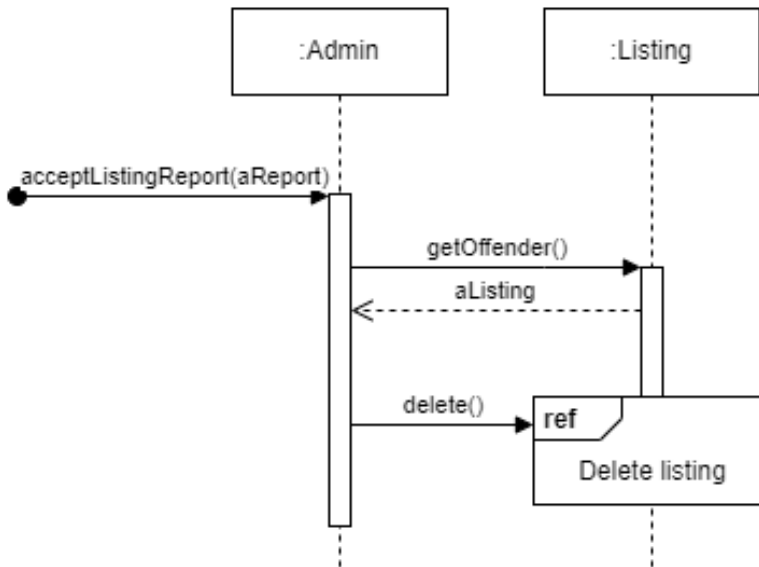 :Admin
:Listing
acceptListingReport(aReport)
getOffender()
aListing
delete()
ref
Delete listing